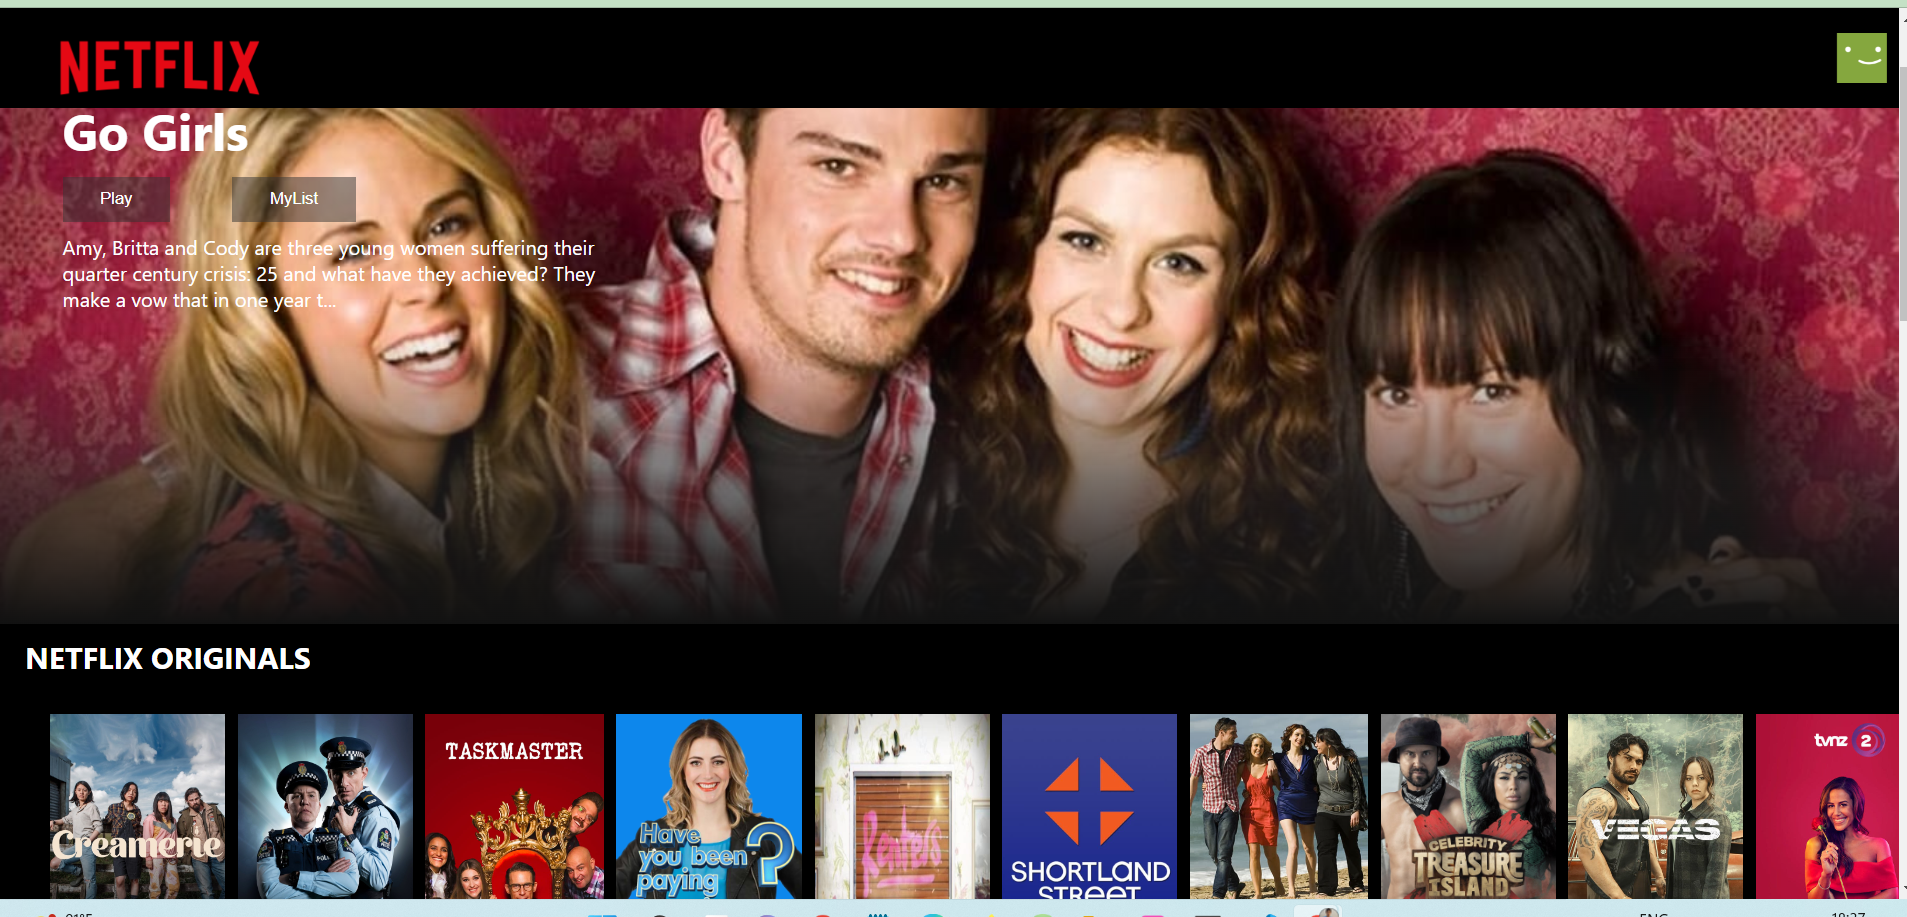 NETFLIX
Go Girls
Play
MyList
Amy, Britta and Cody are three young women suffering their
quarter century crisis: 25 and what have they achieved? They
make a vow that in one year t...
NETFLIX ORIGINALS
Creamerie
TASKMASTER
Have
you been
paying
?
Renters
SHORTLAND
STREET
CELEBRITY
TREASURE
ISLAND
VEGAS
tvnz 2